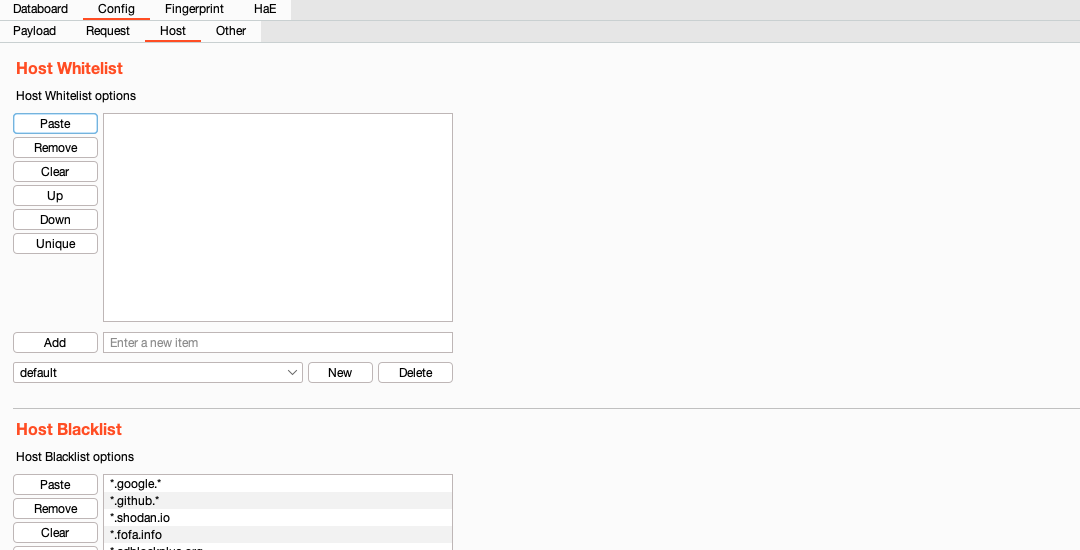 Databoard Config Fingerprint HaE
Payload Request Host Other
Host Whitelist
Host Whitelist options
Paste
Remove
Clear
Up
Down
Unique
Add Enter a new item
default New Delete
Host Blacklist
Host Blacklist options
Paste *.google.*
*.github.*
Remove
*.shodan.io
Clear *.fofa.info